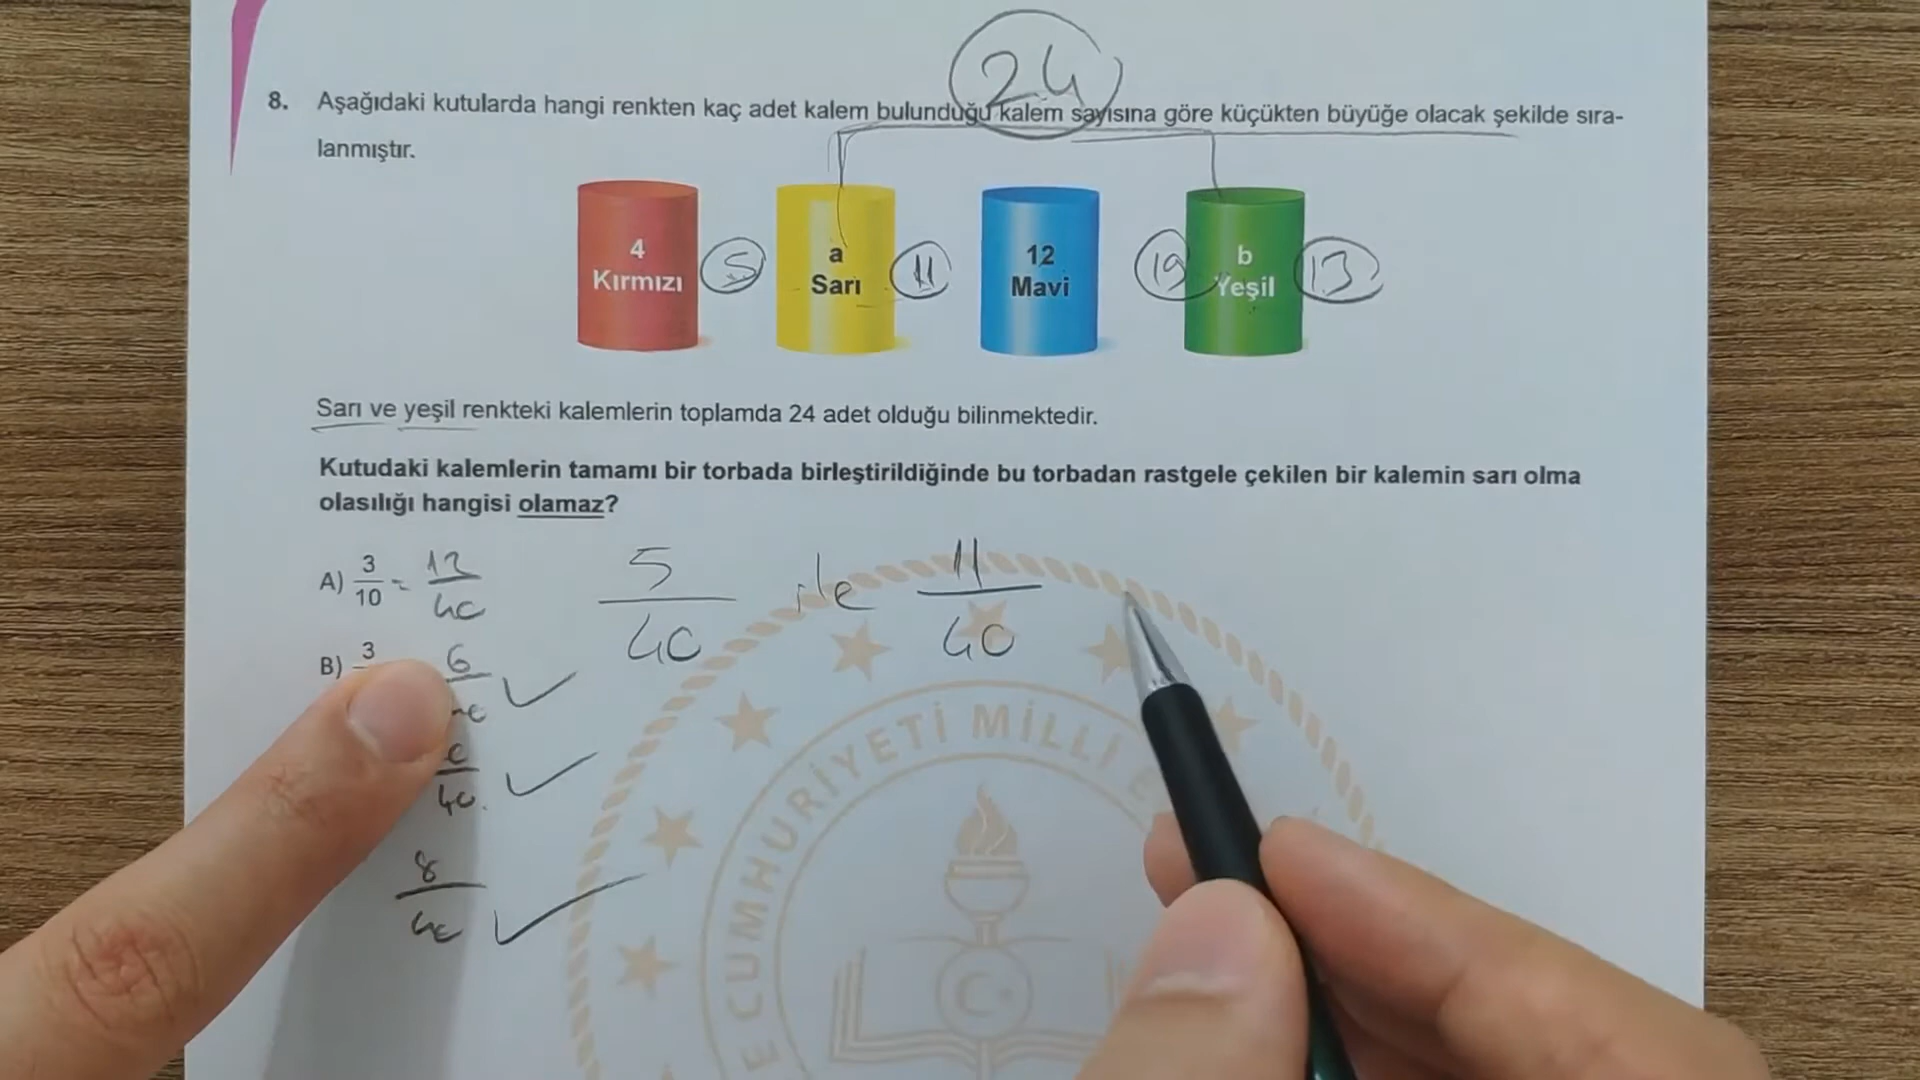 24
8. Aşağıdaki kutularda hangi renkten kaç adet kalem bulunduğu kalem sayısına göre küçükten büyüğe olacak şekilde sıra-
lanmıştır.
4
Kırmızı
5
a
Sarı
11
12
Mavi
19
b
Yeşil
13
Sarı ve yeşil renkteki kalemlerin toplamda 24 adet olduğu bilinmektedir.
Kutudaki kalemlerin tamamı bir torbada birleştirildiğinde bu torbadan rastgele çekilen bir kalemin sarı olma
olasılığı hangisi olamaz?
A) 3/10 = 12/40
5/40 ile 11/40
B) 3
6
40
8/40
E CUMHURİYETİ MİLLİ E